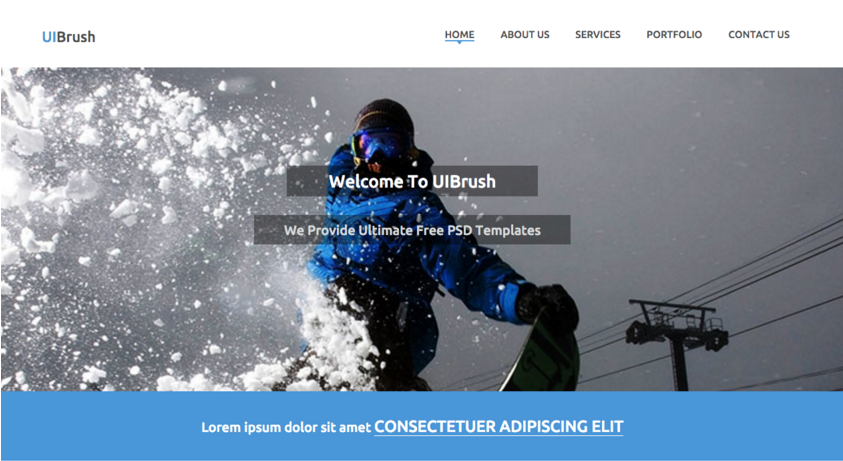 UIBrush
HOME ABOUT US SERVICES PORTFOLIO CONTACT US
Welcome To UIBrush
We Provide Ultimate Free PSD Templates
Lorem ipsum dolor sit amet CONSECTETUER ADIPISCING ELIT